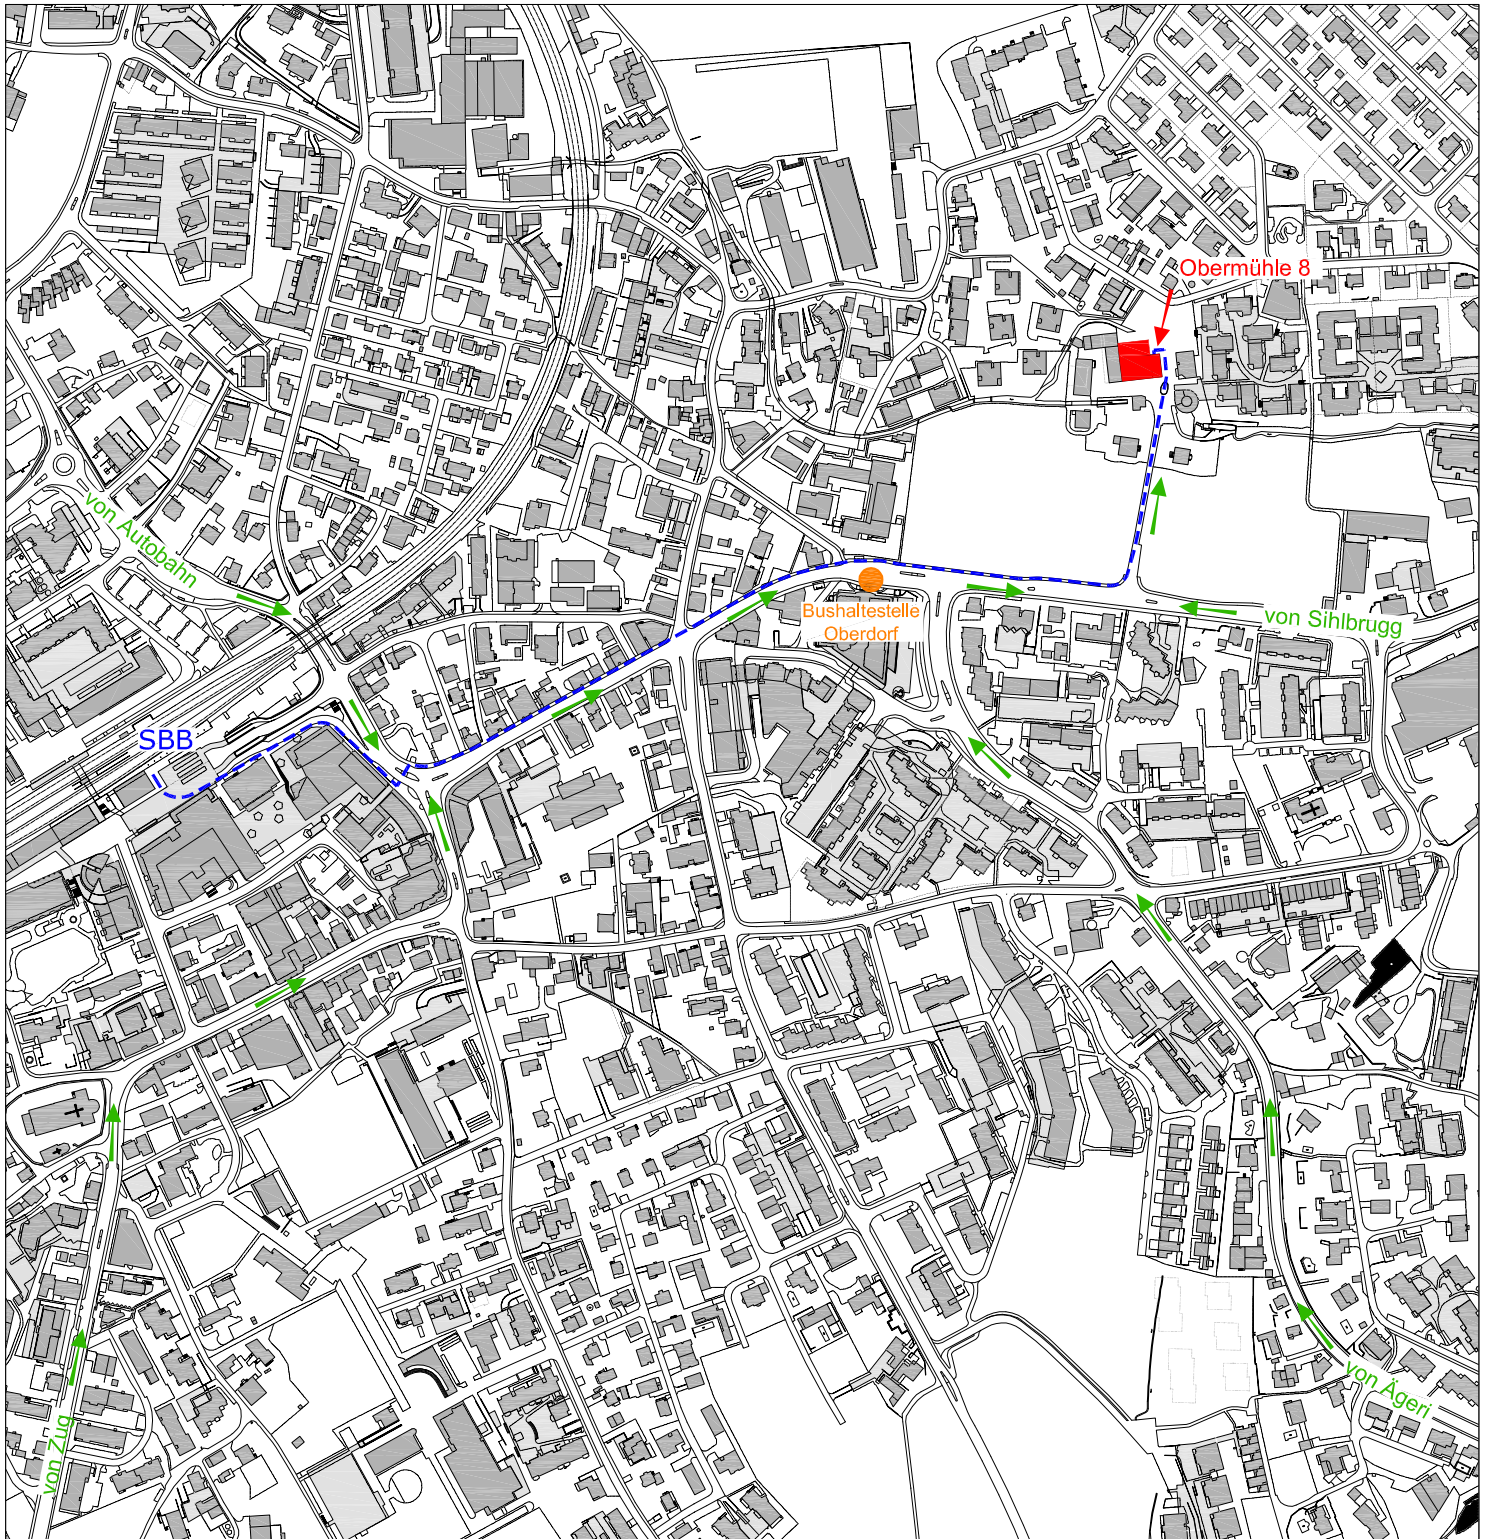 Obermühle 8
von Autobahn
Bushaltestelle
Oberdorf
von Sihlbrugg
SBB
von Ägeri
von Zug